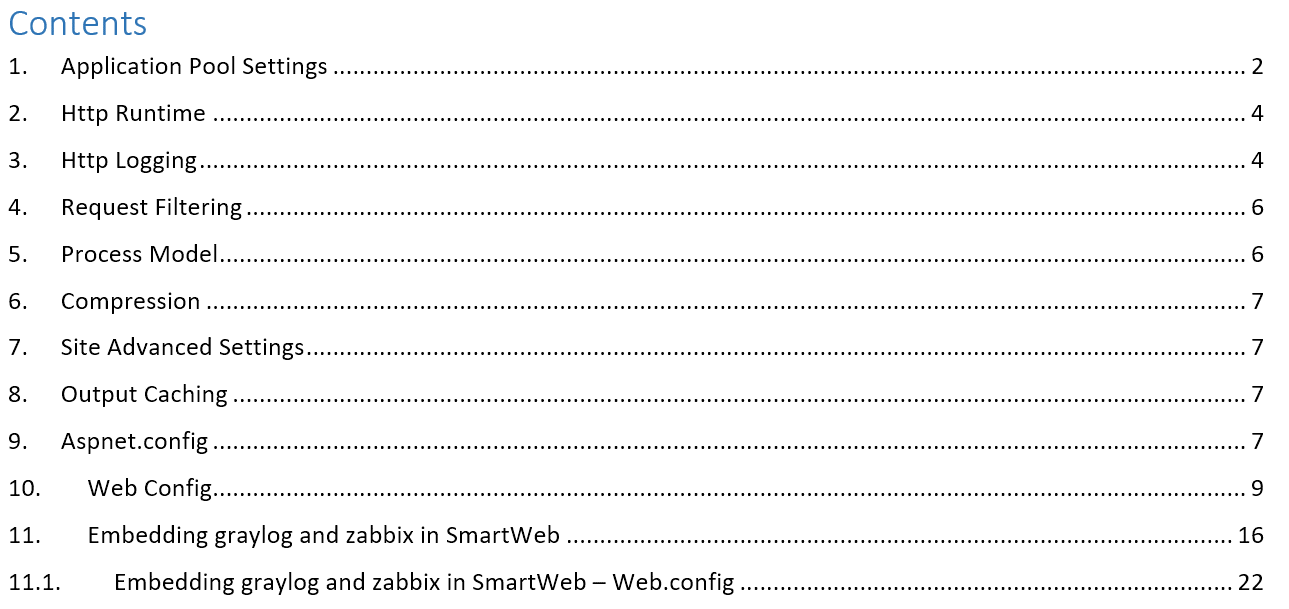 Contents
1. Application Pool Settings ........ 2
2. Http Runtime ........ 4
3. Http Logging ........ 4
4. Request Filtering ........ 6
5. Process Model ........ 6
6. Compression ........ 7
7. Site Advanced Settings ........ 7
8. Output Caching ........ 7
9. Aspnet.config ........ 7
10. Web Config ........ 9
11. Embedding graylog and zabbix in SmartWeb ........ 16
11.1. Embedding graylog and zabbix in SmartWeb – Web.config ........ 22